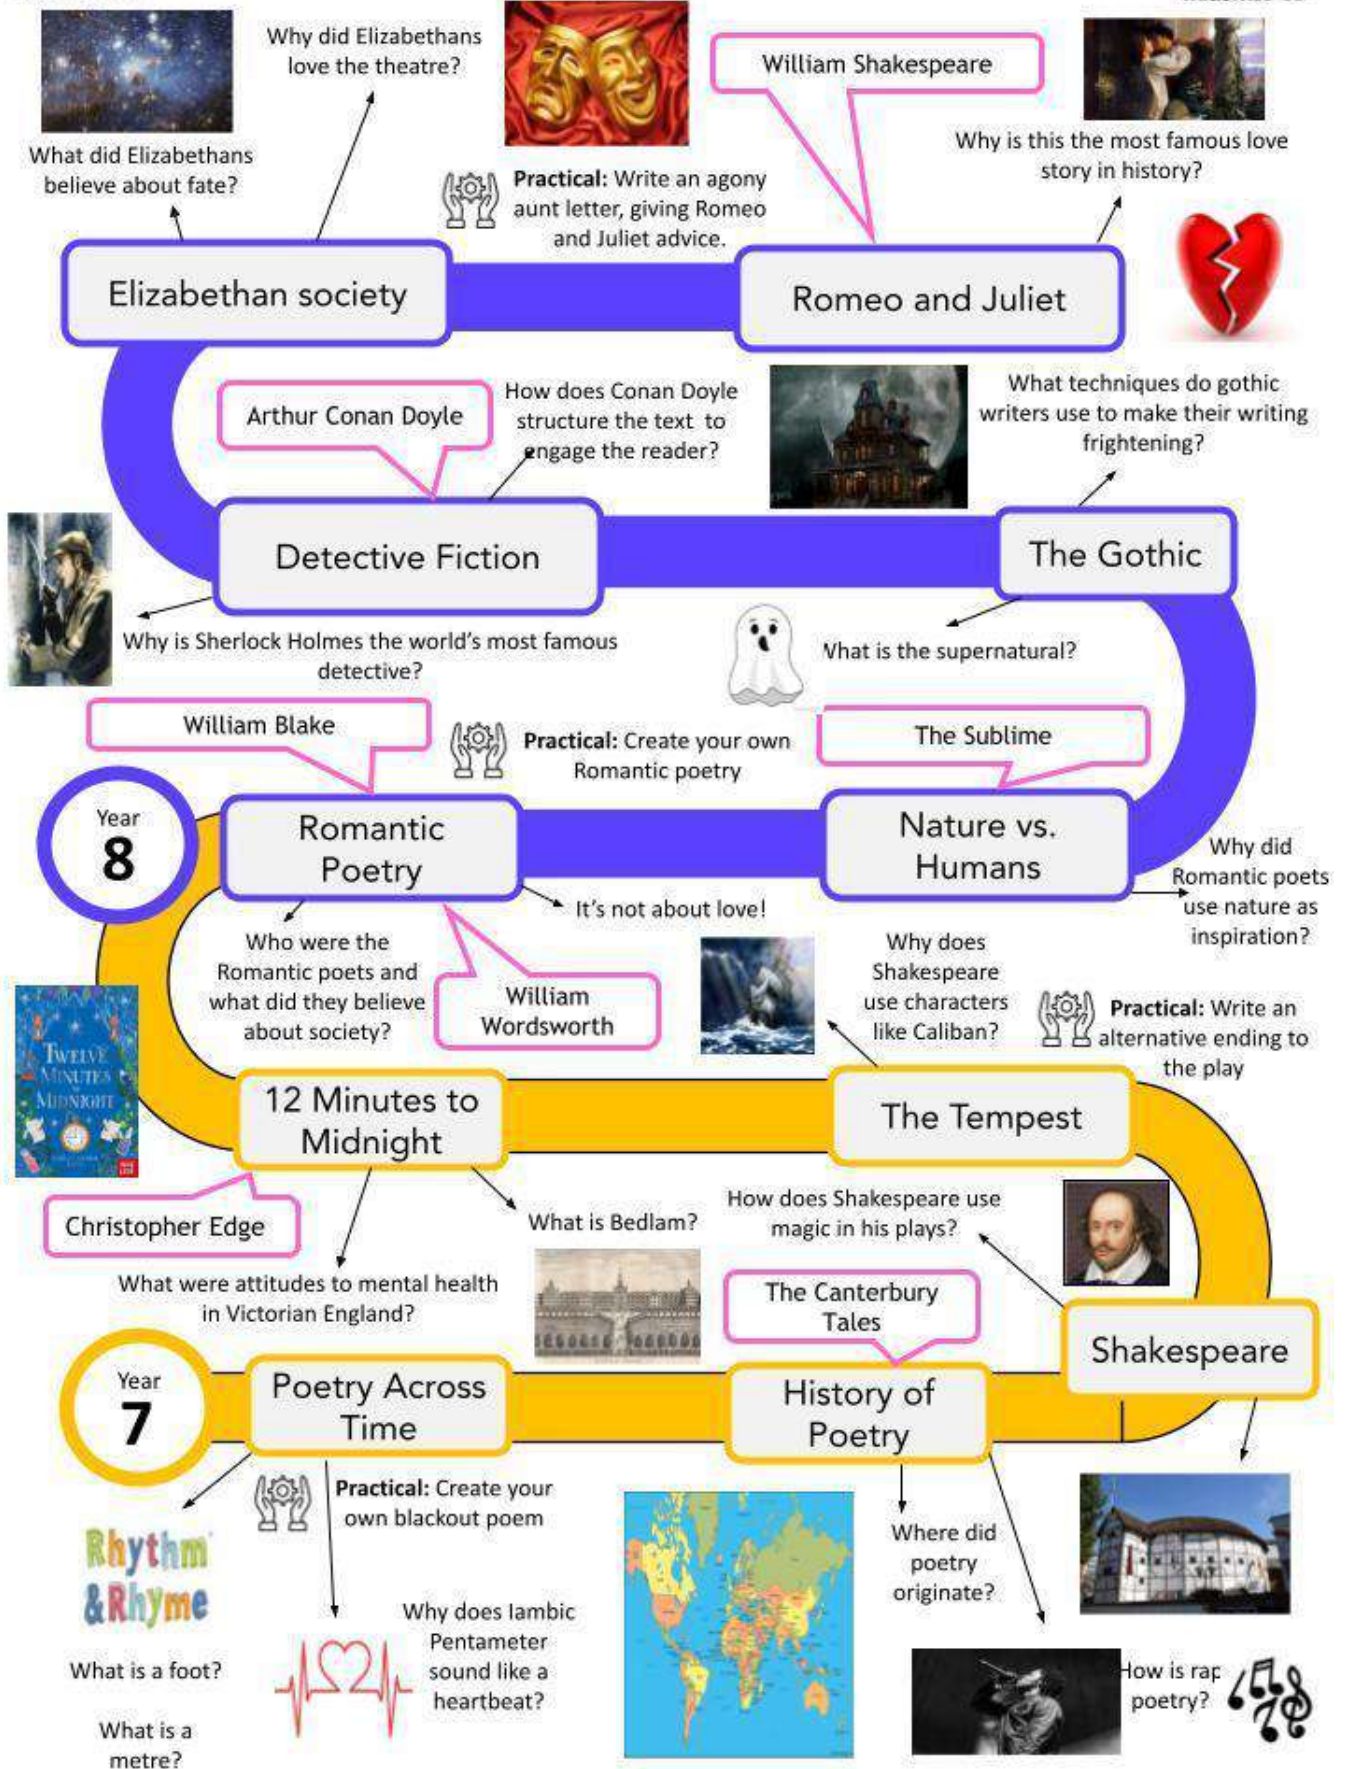 Why did Elizabethans
love the theatre?
William Shakespeare
What did Elizabethans
believe about fate?
Why is this the most famous love
story in history?
Practical: Write an agony
aunt letter, giving Romeo
and Juliet advice.
Elizabethan society
Romeo and Juliet
Arthur Conan Doyle
How does Conan Doyle
structure the text to
engage the reader?
What techniques do gothic
writers use to make their writing
frightening?
Detective Fiction
The Gothic
Why is Sherlock Holmes the world's most famous
detective?
What is the supernatural?
William Blake
Practical: Create your own
Romantic poetry
The Sublime
Year
8
Romantic
Poetry
Nature vs.
Humans
Why did
Romantic poets
use nature as
inspiration?
It's not about love!
Who were the
Romantic poets and
what did they believe
about society?
William
Wordsworth
Why does
Shakespeare
use characters
like Caliban?
Practical: Write an
alternative ending to
the play
TWELVE
MINUTES
TO
MIDNIGHT
12 Minutes to
Midnight
The Tempest
Christopher Edge
What is Bedlam?
How does Shakespeare use
magic in his plays?
What were attitudes to mental health
in Victorian England?
The Canterbury
Tales
Shakespeare
Year
7
Poetry Across
Time
History of
Poetry
Practical: Create your
own blackout poem
Rhythm
&Rhyme
Where did
poetry
originate?
Why does Iambic
Pentameter
sound like a
heartbeat?
What is a foot?
How is rap
poetry?
What is a
metre?